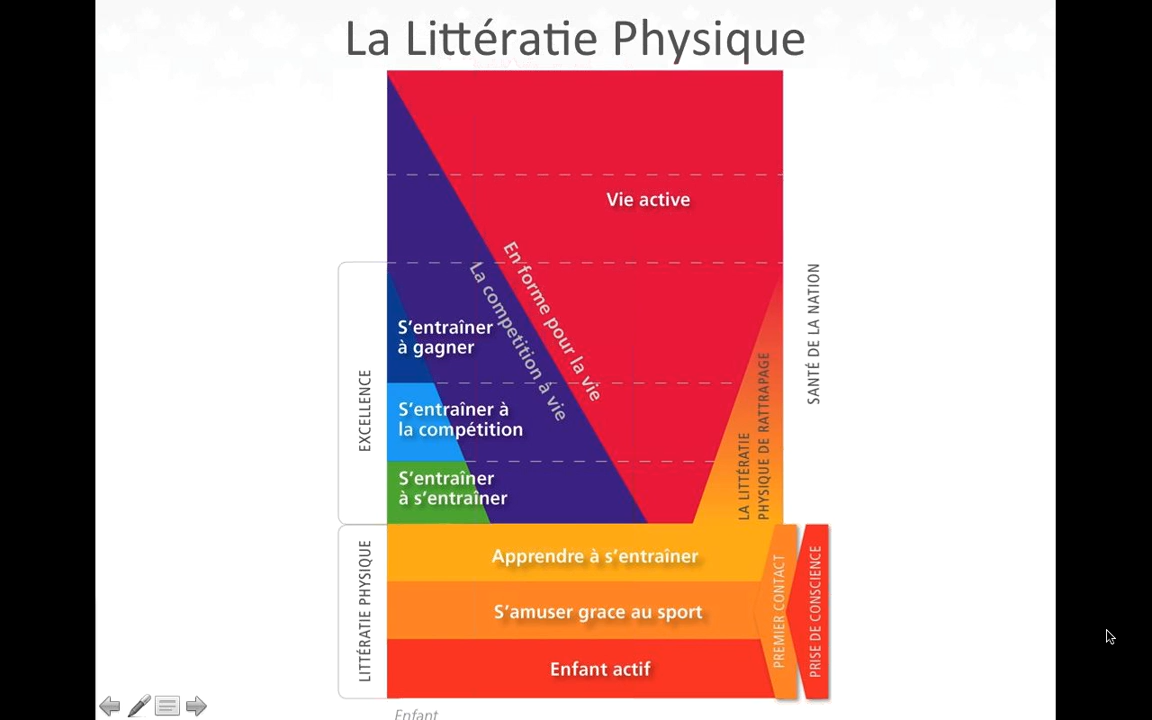 La Littératie Physique
Vie active
En forme pour la vie
La compétition à vie
S'entraîner
à gagner
S'entraîner à
la compétition
S'entraîner
à s'entraîner
EXCELLENCE
SANTÉ DE LA NATION
LA LITTÉRATIE
PHYSIQUE DE RATTRAPAGE
Apprendre à s'entraîner
S'amuser grace au sport
Enfant actif
LITTÉRATIE PHYSIQUE
PREMIER CONTACT
PRISE DE CONSCIENCE
Enfant